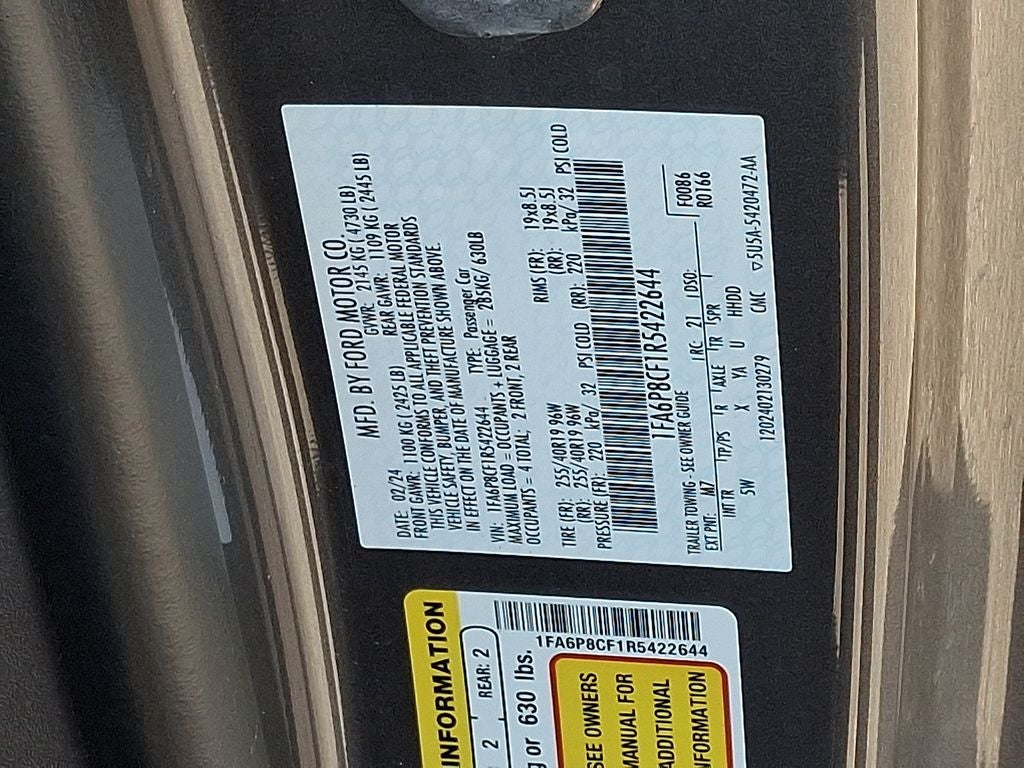 MFD. BY FORD MOTOR CO.
DATE: 02/24 GVWR: 2145 KG ( 4730 LB)
FRONT GAWR: 1100 KG ( 2425 LB) REAR GAWR: 1109 KG ( 2445 LB)
THIS VEHICLE CONFORMS TO ALL APPLICABLE FEDERAL MOTOR
VEHICLE SAFETY, BUMPER, AND THEFT PREVENTION STANDARDS
IN EFFECT ON THE DATE OF MANUFACTURE SHOWN ABOVE.
VIN: 1FA6P8CF1R5422644 TYPE: Passenger Car
MAXIMUM LOAD = OCCUPANTS + LUGGAGE = 285KG/ 630LB
OCCUPANTS = 4 TOTAL; 2 FRONT, 2 REAR
TIRE (FR): 255/40R19 96W RIMS (FR): 19x8.5J
(RR): 255/40R19 96W (RR): 19x8.5J
PRESSURE (FR): 220 kPa/ 32 PSI COLD (RR): 220 kPa/ 32 PSI COLD
1FA6P8CF1R5422644
TRAILER TOWING - SEE OWNER GUIDE
EXT PNT: M7 RC: 21 DSO: F0086
R0166
INT TR TP/PS R AXLE TR SPR
5W X YA U HHDD
1202402130279 CMC ▽5U5A-5420472-AA
INFORMATION
2 REAR: 2
g or 630 lbs.
1FA6P8CF1R5422644
SEE OWNERS
MANUAL FOR
ADDITIONAL
INFORMATION